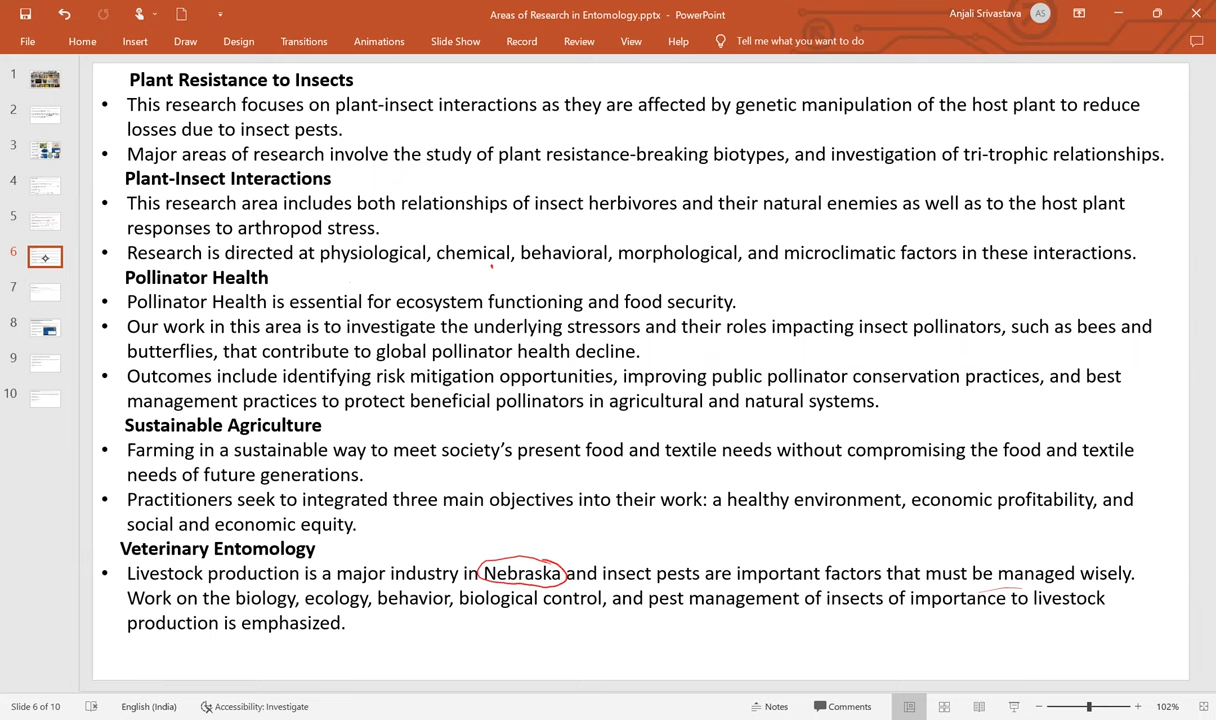 Areas of Research in Entomology.pptx - PowerPoint
Anjali Srivastava AS
File Home Insert Draw Design Transitions Animations Slide Show Record Review View Help Tell me what you want to do
1
2
3
4
5
6
7
8
9
10
Plant Resistance to Insects
• This research focuses on plant-insect interactions as they are affected by genetic manipulation of the host plant to reduce
losses due to insect pests.
• Major areas of research involve the study of plant resistance-breaking biotypes, and investigation of tri-trophic relationships.
Plant-Insect Interactions
• This research area includes both relationships of insect herbivores and their natural enemies as well as to the host plant
responses to arthropod stress.
• Research is directed at physiological, chemical, behavioral, morphological, and microclimatic factors in these interactions.
Pollinator Health
• Pollinator Health is essential for ecosystem functioning and food security.
• Our work in this area is to investigate the underlying stressors and their roles impacting insect pollinators, such as bees and
butterflies, that contribute to global pollinator health decline.
• Outcomes include identifying risk mitigation opportunities, improving public pollinator conservation practices, and best
management practices to protect beneficial pollinators in agricultural and natural systems.
Sustainable Agriculture
• Farming in a sustainable way to meet society's present food and textile needs without compromising the food and textile
needs of future generations.
• Practitioners seek to integrated three main objectives into their work: a healthy environment, economic profitability, and
social and economic equity.
Veterinary Entomology
• Livestock production is a major industry in Nebraska and insect pests are important factors that must be managed wisely.
Work on the biology, ecology, behavior, biological control, and pest management of insects of importance to livestock
production is emphasized.
Slide 6 of 10 English (India) Accessibility: Investigate Notes Comments 102%